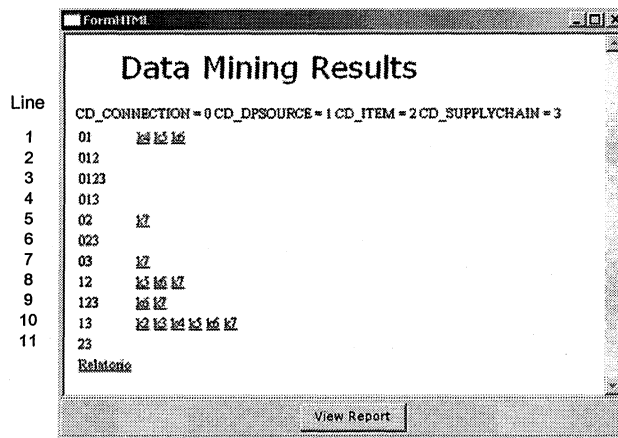 FormHTML
Data Mining Results
Line
CD_CONNECTION = 0 CD_DPSOURCE = 1 CD_ITEM = 2 CD_SUPPLYCHAIN = 3
1 01 k4 k5 k6
2 012
3 0123
4 013
5 02 k7
6 023
7 03 k7
8 12 k5 k6 k7
9 123 k6 k7
10 13 k2 k3 k4 k5 k6 k7
11 23
Relatorio
View Report